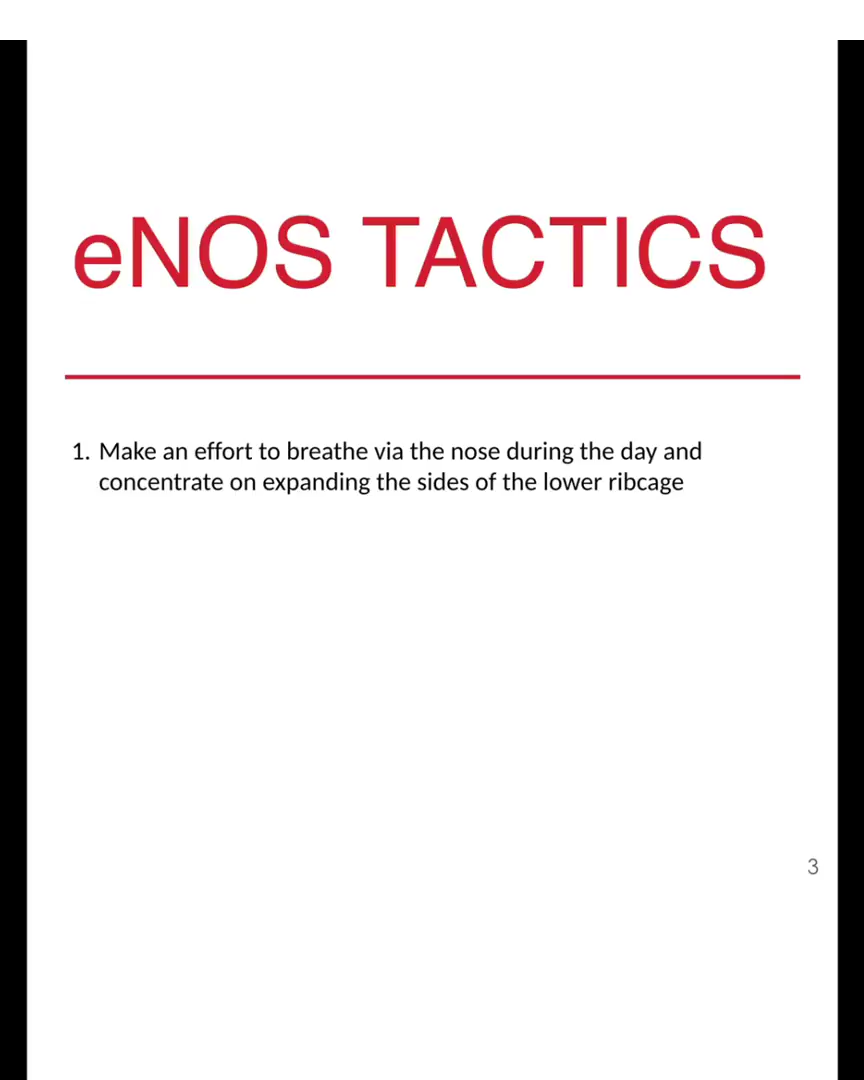 eNOS TACTICS
1. Make an effort to breathe via the nose during the day and
concentrate on expanding the sides of the lower ribcage
3